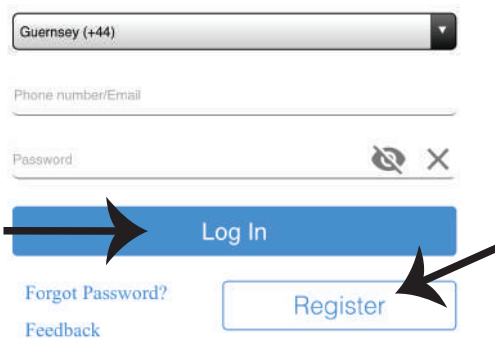 Guernsey (+44)
Phone number/Email
Password
Log In
Forgot Password?
Register
Feedback